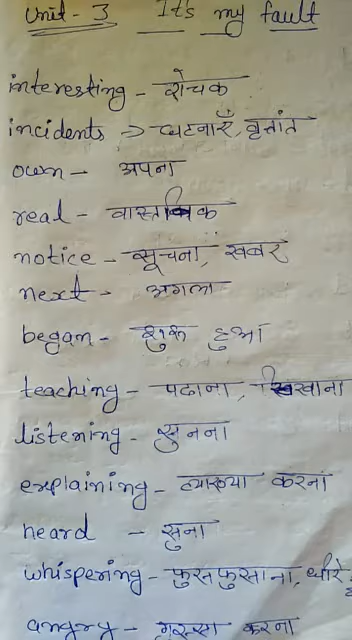 Unit - 3 It's my fault
interesting - रोचक
incidents -> घटनाएँ, वृत्तांत
own - अपना
real - वास्तविक
notice - सूचना, खबर
next - अगला
began - शुरू हुआ
teaching - पढाना, सिखाना
listening - सुनना
explaining - व्याख्या करना
heard - सुना
whispering - फुसफुसाना, धीरे
angry - गुस्सा करना